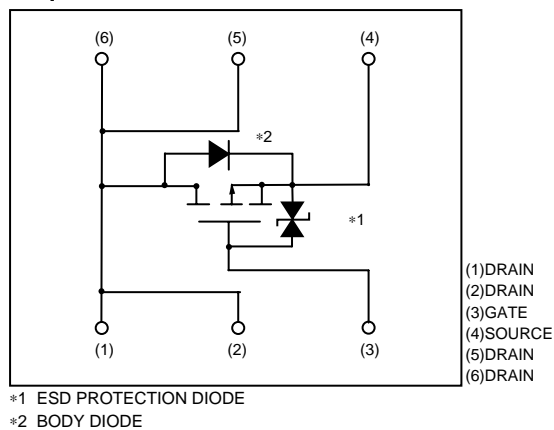 (6) (5) (4)
∗2
∗1
(1) (2) (3)
(1)DRAIN
(2)DRAIN
(3)GATE
(4)SOURCE
(5)DRAIN
(6)DRAIN
∗1 ESD PROTECTION DIODE
∗2 BODY DIODE